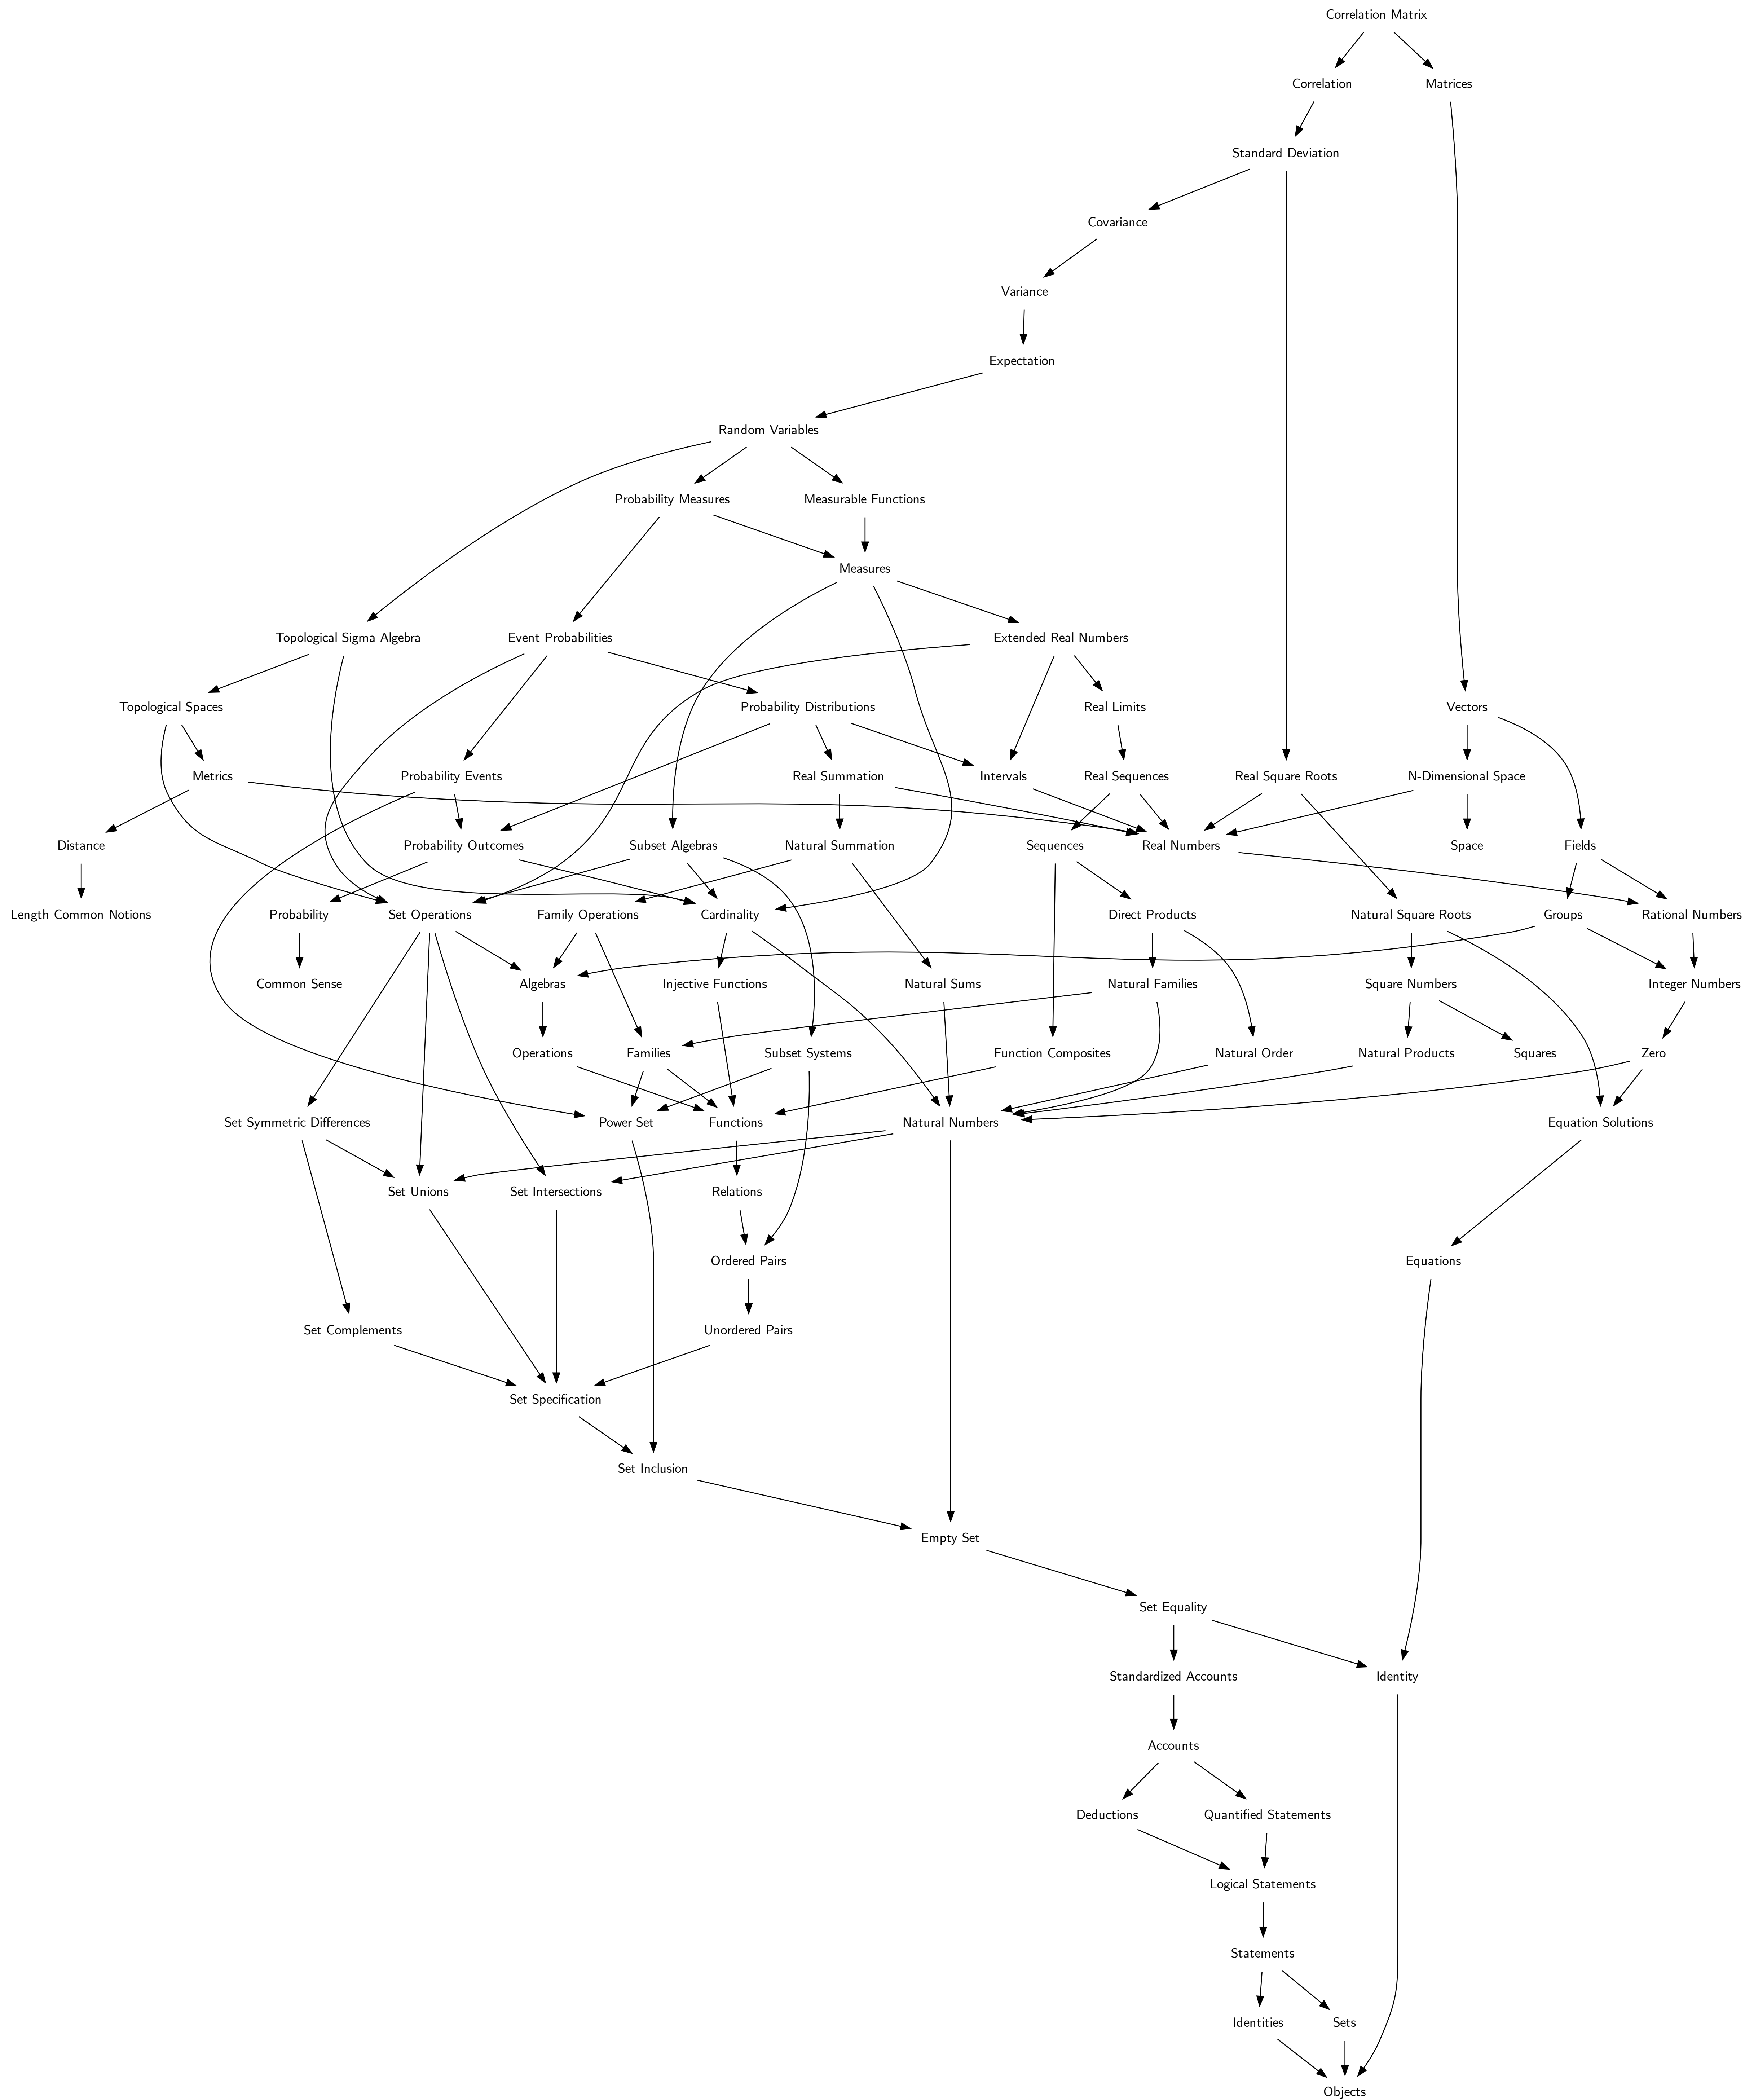 Correlation Matrix
Correlation
Matrices
Standard Deviation
Covariance
Variance
Expectation
Random Variables
Probability Measures
Measurable Functions
Measures
Topological Sigma Algebra
Event Probabilities
Extended Real Numbers
Topological Spaces
Probability Distributions
Real Limits
Vectors
Metrics
Probability Events
Real Summation
Intervals
Real Sequences
Real Square Roots
N-Dimensional Space
Distance
Probability Outcomes
Subset Algebras
Natural Summation
Sequences
Real Numbers
Space
Fields
Length Common Notions
Probability
Set Operations
Family Operations
Cardinality
Direct Products
Natural Square Roots
Groups
Rational Numbers
Common Sense
Algebras
Injective Functions
Natural Sums
Natural Families
Square Numbers
Integer Numbers
Operations
Families
Subset Systems
Function Composites
Natural Order
Natural Products
Squares
Zero
Set Symmetric Differences
Power Set
Functions
Natural Numbers
Equation Solutions
Set Unions
Set Intersections
Relations
Ordered Pairs
Equations
Set Complements
Unordered Pairs
Set Specification
Set Inclusion
Empty Set
Set Equality
Standardized Accounts
Identity
Accounts
Deductions
Quantified Statements
Logical Statements
Statements
Identities
Sets
Objects